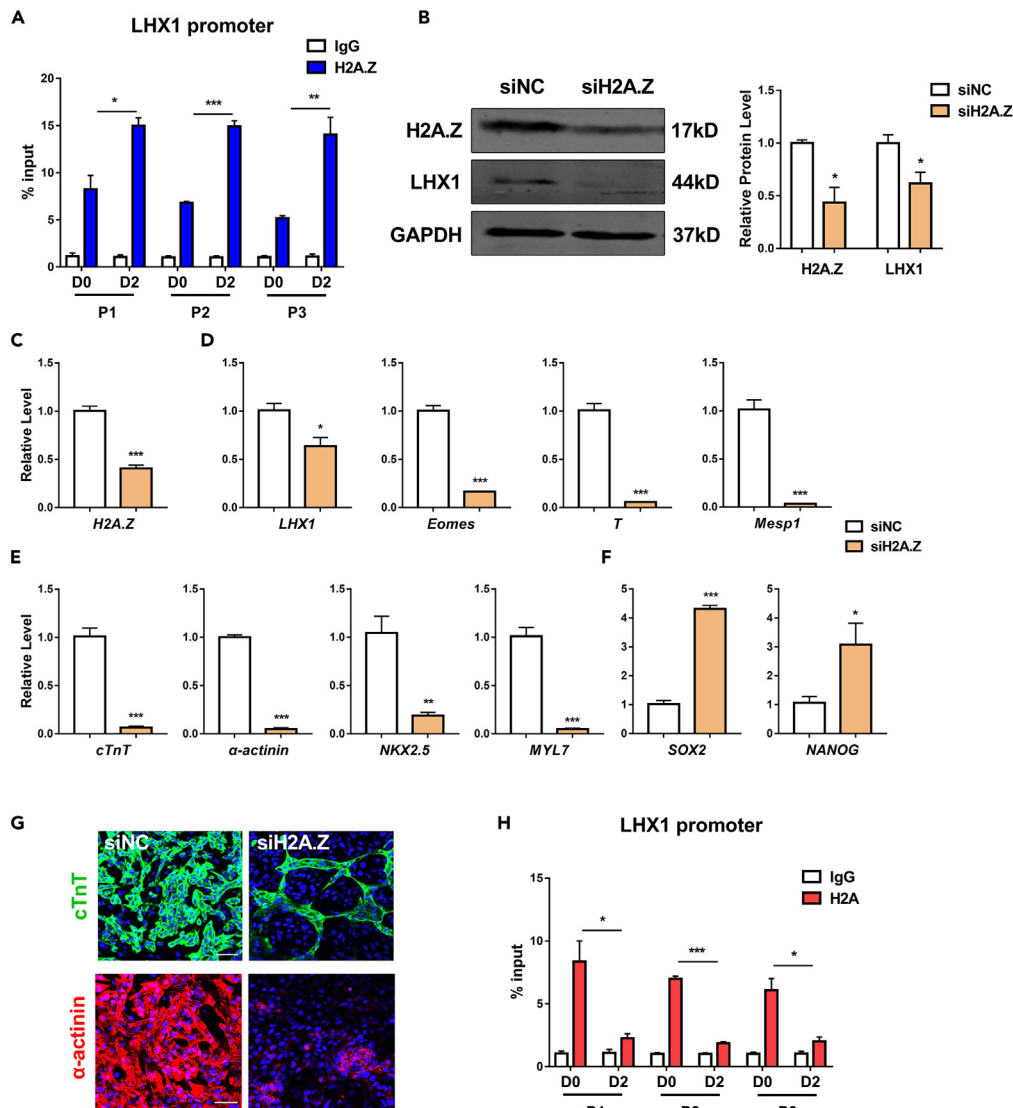 A
LHX1 promoter
IgG
H2A.Z
20
15
10
5
0
% input
*
***
**
D0 D2 D0 D2 D0 D2
P1 P2 P3
B
siNC siH2A.Z
H2A.Z 17kD
LHX1 44kD
GAPDH 37kD
siNC
siH2A.Z
Relative Protein Level
1.5
1.0
0.5
0.0
* *
H2A.Z LHX1
C
Relative Level
1.5
1.0
0.5
0.0
***
H2A.Z
D
1.5
1.0
0.5
0.0
*
LHX1
1.5
1.0
0.5
0.0
***
Eomes
1.5
1.0
0.5
0.0
***
T
1.5
1.0
0.5
0.0
***
Mesp1
siNC
siH2A.Z
E
Relative Level
1.5
1.0
0.5
0.0
***
cTnT
1.5
1.0
0.5
0.0
***
α-actinin
1.5
1.0
0.5
0.0
**
NKX2.5
1.5
1.0
0.5
0.0
***
MYL7
F
5
4
3
2
1
0
***
SOX2
5
4
3
2
1
0
*
NANOG
G
siNC siH2A.Z
cTnT
α-actinin
H
LHX1 promoter
IgG
H2A
15
10
5
0
% input
*
***
*
D0 D2 D0 D2 D0 D2